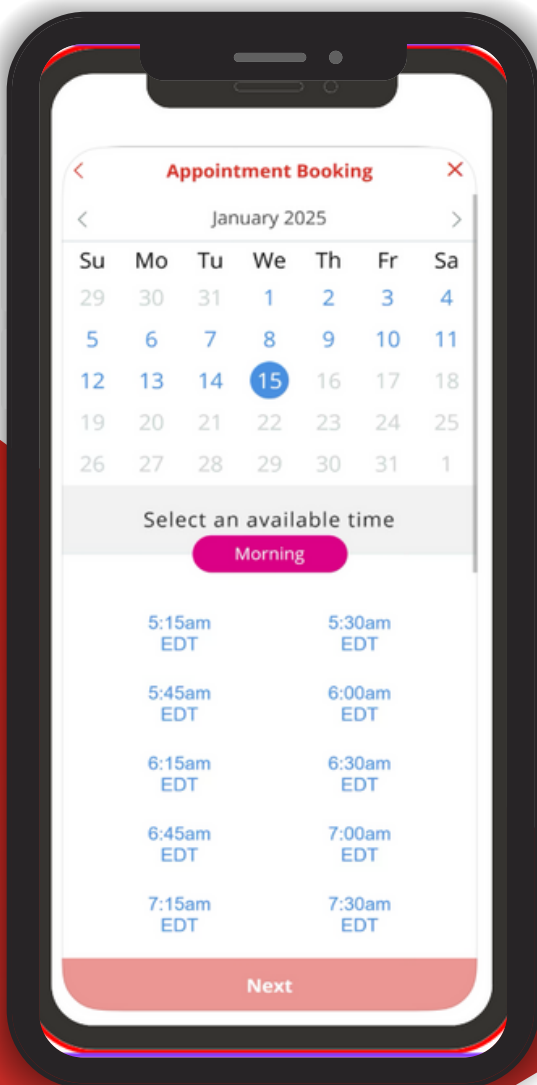 Appointment Booking
January 2025
Su Mo Tu We Th Fr Sa
29 30 31 1 2 3 4
5 6 7 8 9 10 11
12 13 14 15 16 17 18
19 20 21 22 23 24 25
26 27 28 29 30 31 1
Select an available time
Morning
5:15am 5:30am
EDT EDT
5:45am 6:00am
EDT EDT
6:15am 6:30am
EDT EDT
6:45am 7:00am
EDT EDT
7:15am 7:30am
EDT EDT
Next